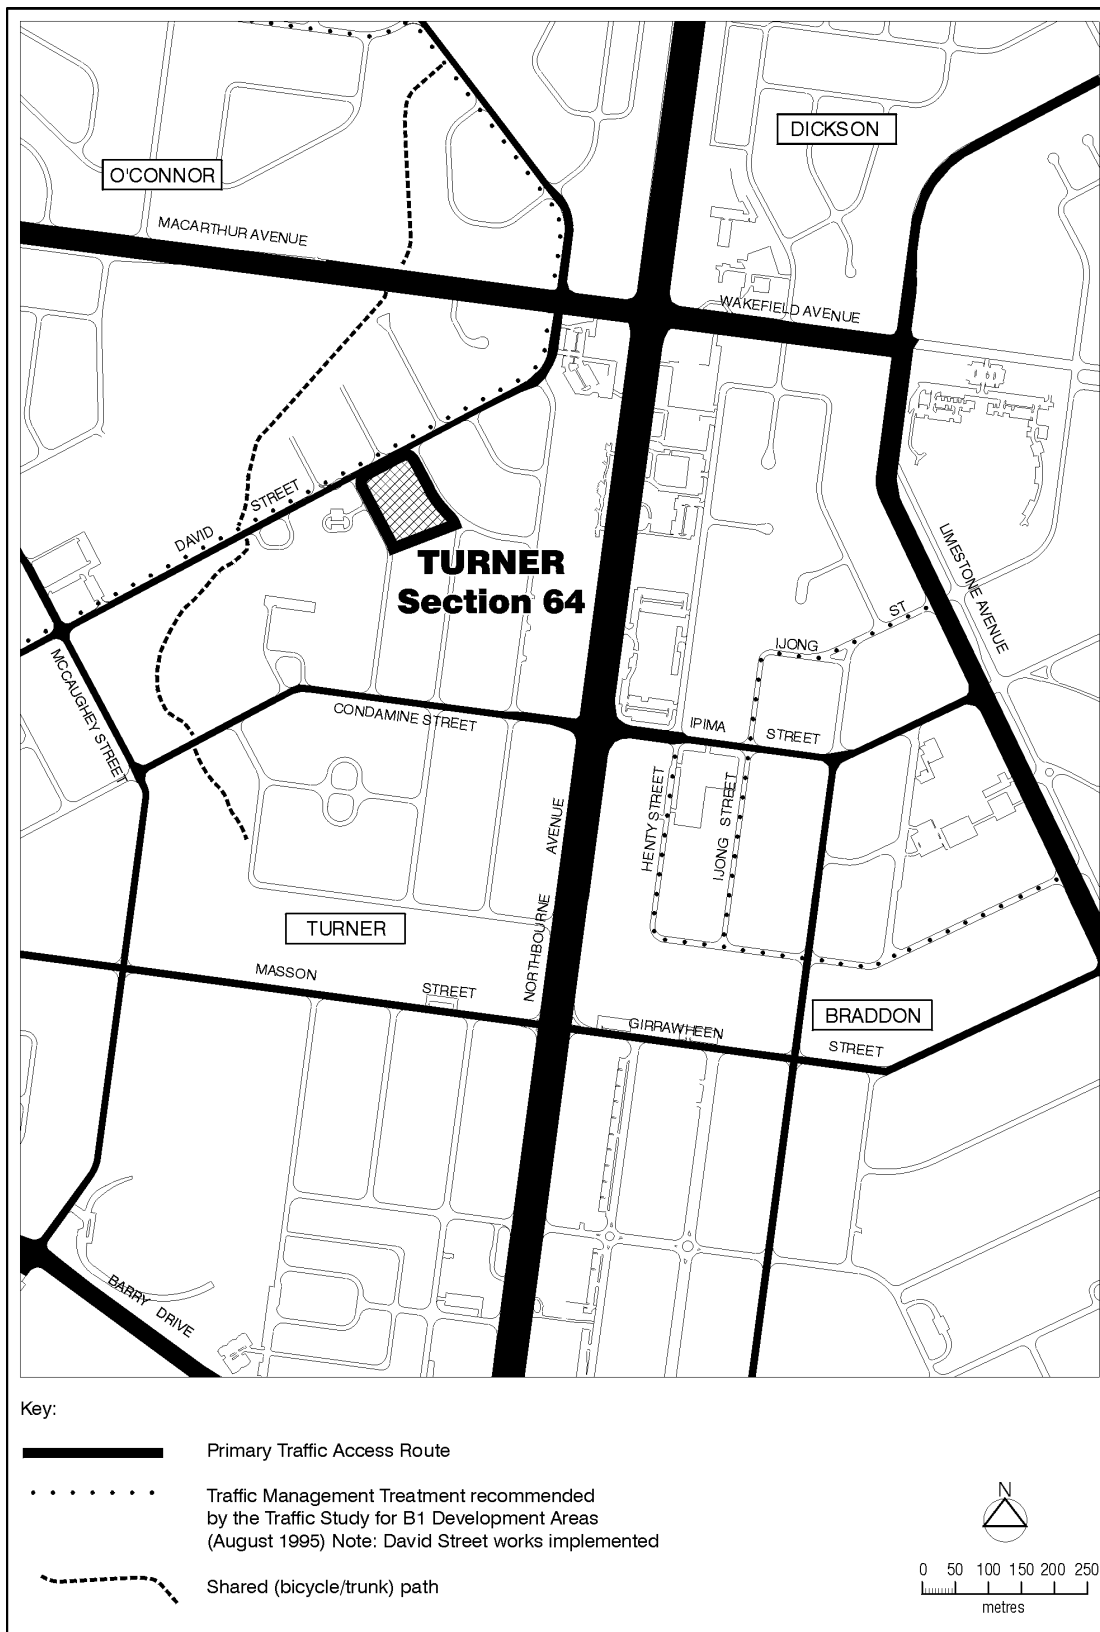 DICKSON
O'CONNOR
MACARTHUR AVENUE
WAKEFIELD AVENUE
DAVID STREET
LIMESTONE AVENUE
TURNER
Section 64
IJONG ST
MCCAUGHEY STREET
CONDAMINE STREET
IPIMA STREET
HENTY STREET
IJONG STREET
NORTHBOURNE AVENUE
TURNER
MASSON STREET
BRADDON
GIRRAWHEEN STREET
BARRY DRIVE
Key:
Primary Traffic Access Route
Traffic Management Treatment recommended
by the Traffic Study for B1 Development Areas
(August 1995) Note: David Street works implemented
Shared (bicycle/trunk) path
N
0 50 100 150 200 250
metres